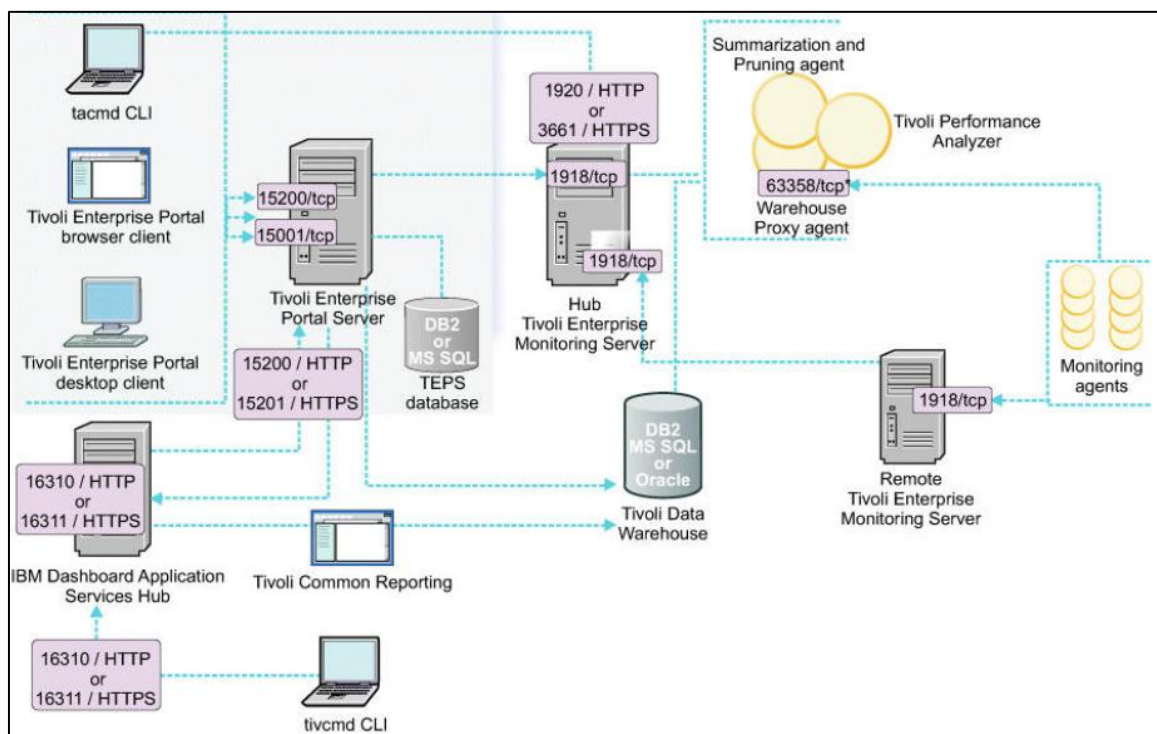 tacmd CLI
Tivoli Enterprise Portal
browser client
Tivoli Enterprise Portal
desktop client
15200/tcp
15001/tcp
Tivoli Enterprise
Portal Server
DB2
or
MS SQL
TEPS
database
15200 / HTTP
or
15201 / HTTPS
1920 / HTTP
or
3661 / HTTPS
1918/tcp
1918/tcp
Hub
Tivoli Enterprise
Monitoring Server
Summarization and
Pruning agent
Tivoli Performance
Analyzer
63358/tcp*
Warehouse
Proxy agent
Monitoring
agents
1918/tcp
Remote
Tivoli Enterprise
Monitoring Server
DB2
MS SQL
or
Oracle
Tivoli Data
Warehouse
16310 / HTTP
or
16311 / HTTPS
IBM Dashboard Application
Services Hub
Tivoli Common Reporting
16310 / HTTP
or
16311 / HTTPS
tivcmd CLI